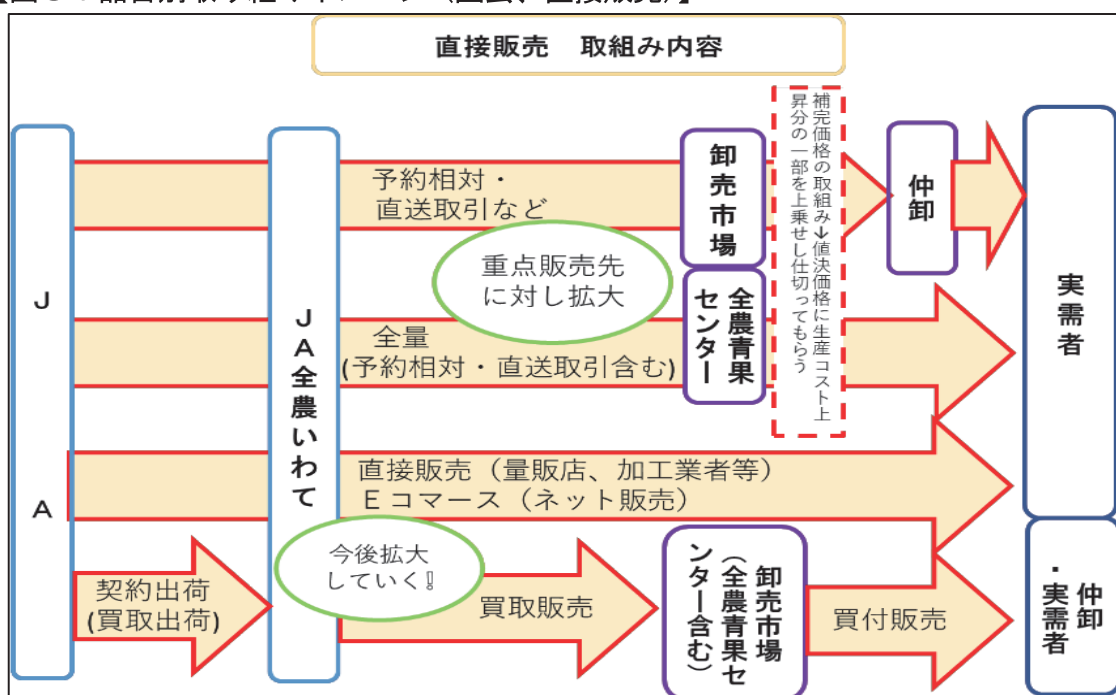 直接販売 取組み内容
JA
JA全農いわて
予約相対・
直送取引など
卸売市場
補完価格の取組み↓値決価格に生産コスト上
昇分の一部を上乗せし仕切ってもらう
仲卸
実需者
重点販売先
に対し拡大
全量
(予約相対・直送取引含む)
全農青果
センター
直接販売（量販店、加工業者等）
Eコマース（ネット販売）
今後拡大
していく!
契約出荷
(買取出荷)
買取販売
卸売市場
（全農青果セ
ンター含む）
買付販売
仲卸
・実需者